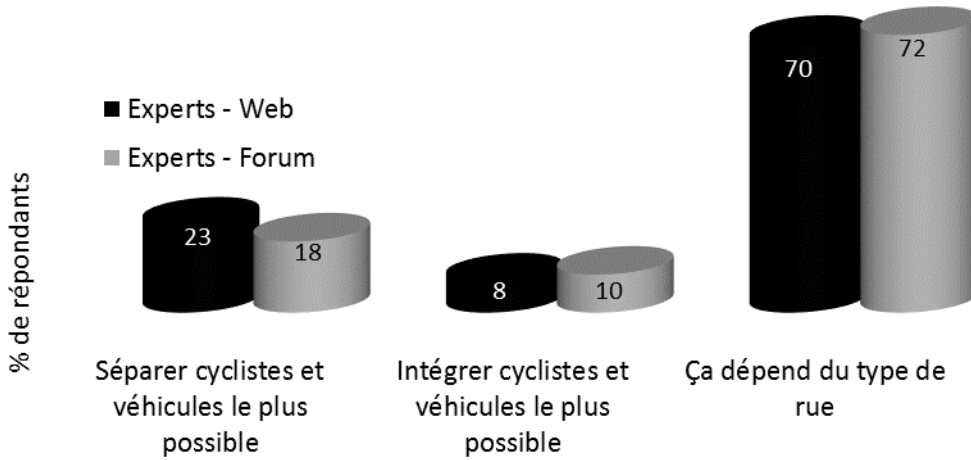 70
72
Experts - Web
Experts - Forum
% de répondants
23
18
8
10
Séparer cyclistes et
véhicules le plus
possible
Intégrer cyclistes et
véhicules le plus
possible
Ça dépend du type de
rue